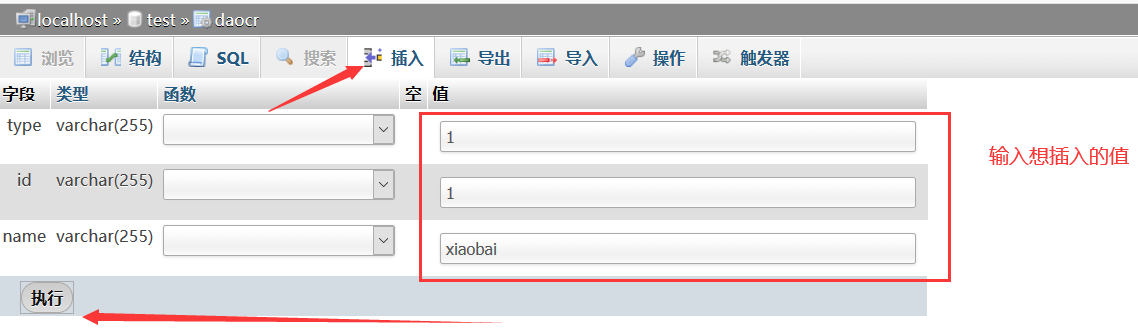 localhost » test » daocr
浏览 结构 SQL 搜索 插入 导出 导入 操作 触发器
字段 类型 函数 空 值
type varchar(255) 1
输入想插入的值
id varchar(255) 1
name varchar(255) xiaobai
执行